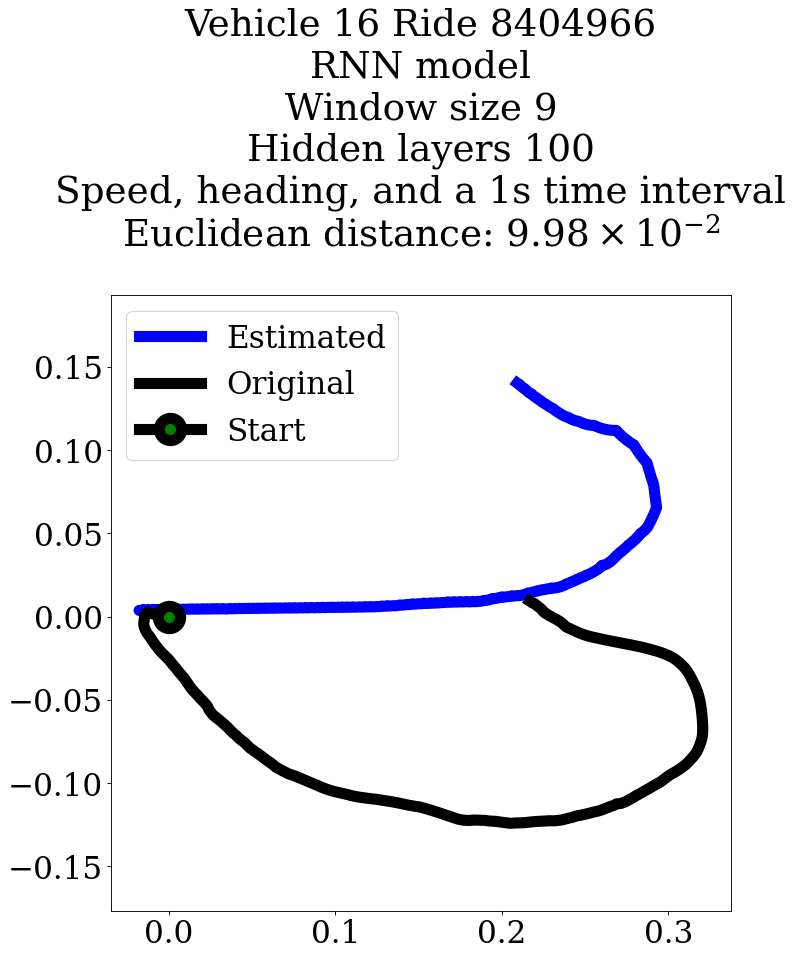 Vehicle 16 Ride 8404966
RNN model
Window size 9
Hidden layers 100
Speed, heading, and a 1s time interval
Euclidean distance: 9.98 × 10⁻²
Estimated
Original
Start
0.15
0.10
0.05
0.00
−0.05
−0.10
−0.15
0.0 0.1 0.2 0.3